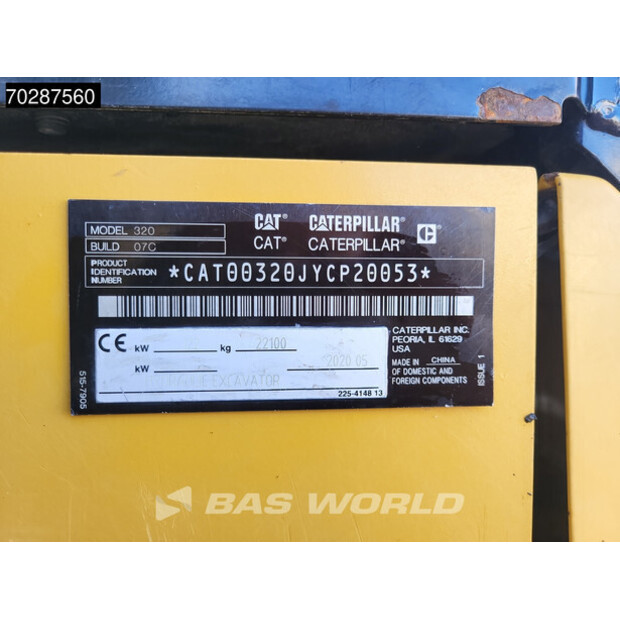 70287560
MODEL 320
BUILD 07C
CAT® CATERPILLAR®
CAT® CATERPILLAR®
PRODUCT IDENTIFICATION NUMBER
*CAT00320JYCP20053*
CE kW kg 22100
kW 2020 05
EXCAVATOR
225-4148 13
CATERPILLAR INC.
PEORIA, IL 61629
USA
MADE IN CHINA
OF DOMESTIC AND
FOREIGN COMPONENTS
ISSUE 1
515-7905
BAS WORLD